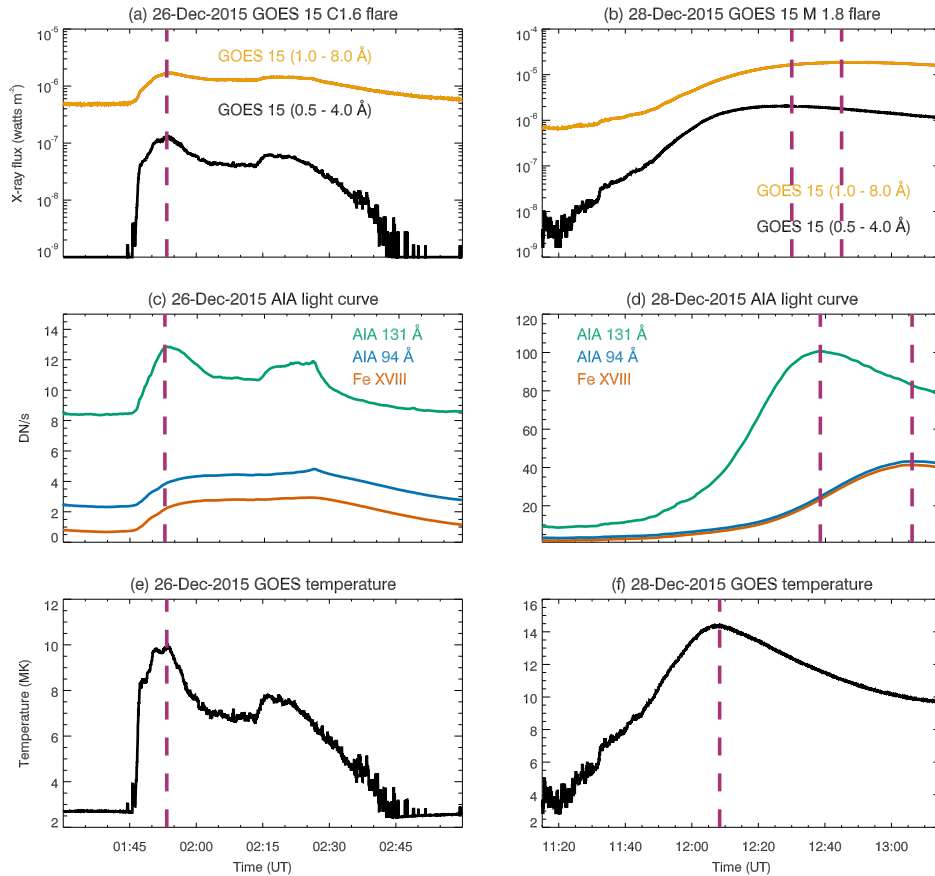 (a) 26-Dec-2015 GOES 15 C1.6 flare
(b) 28-Dec-2015 GOES 15 M 1.8 flare
X-ray flux (watts m⁻²)
10⁻⁵
10⁻⁶
10⁻⁷
10⁻⁸
10⁻⁹
GOES 15 (1.0 - 8.0 Å)
GOES 15 (0.5 - 4.0 Å)
10⁻⁴
10⁻⁵
10⁻⁶
10⁻⁷
10⁻⁸
10⁻⁹
GOES 15 (1.0 - 8.0 Å)
GOES 15 (0.5 - 4.0 Å)
(c) 26-Dec-2015 AIA light curve
(d) 28-Dec-2015 AIA light curve
DN/s
14
12
10
8
6
4
2
0
AIA 131 Å
AIA 94 Å
Fe XVIII
120
100
80
60
40
20
AIA 131 Å
AIA 94 Å
Fe XVIII
(e) 26-Dec-2015 GOES temperature
(f) 28-Dec-2015 GOES temperature
Temperature (MK)
12
10
8
6
4
2
16
14
12
10
8
6
4
2
01:45 02:00 02:15 02:30 02:45
Time (UT)
11:20 11:40 12:00 12:20 12:40 13:00
Time (UT)